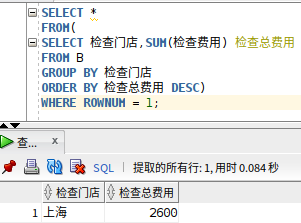 SELECT *
FROM(
SELECT 检查门店,SUM(检查费用) 检查总费用
FROM B
GROUP BY 检查门店
ORDER BY 检查总费用 DESC)
WHERE ROWNUM = 1;
查... x
SQL | 提取的所有行: 1, 用时 0.084 秒
检查门店 检查总费用
1 上海 2600